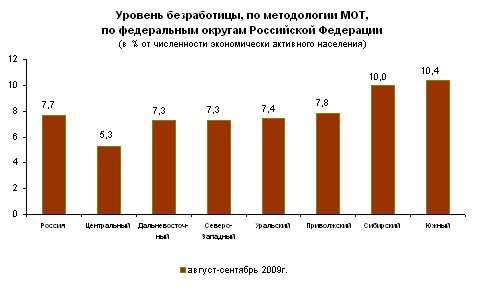 Уровень безработицы, по методологии МОТ,
по федеральным округам Российской Федерации
(в % от численности экономически активного населения)
12
10
8
6
4
2
0
7,7
5,3
7,3
7,3
7,4
7,8
10,0
10,4
Россия
Центральный
Дальневосточ-
ный
Северо-
Западный
Уральский
Приволжский
Сибирский
Южный
август-сентябрь 2009г.